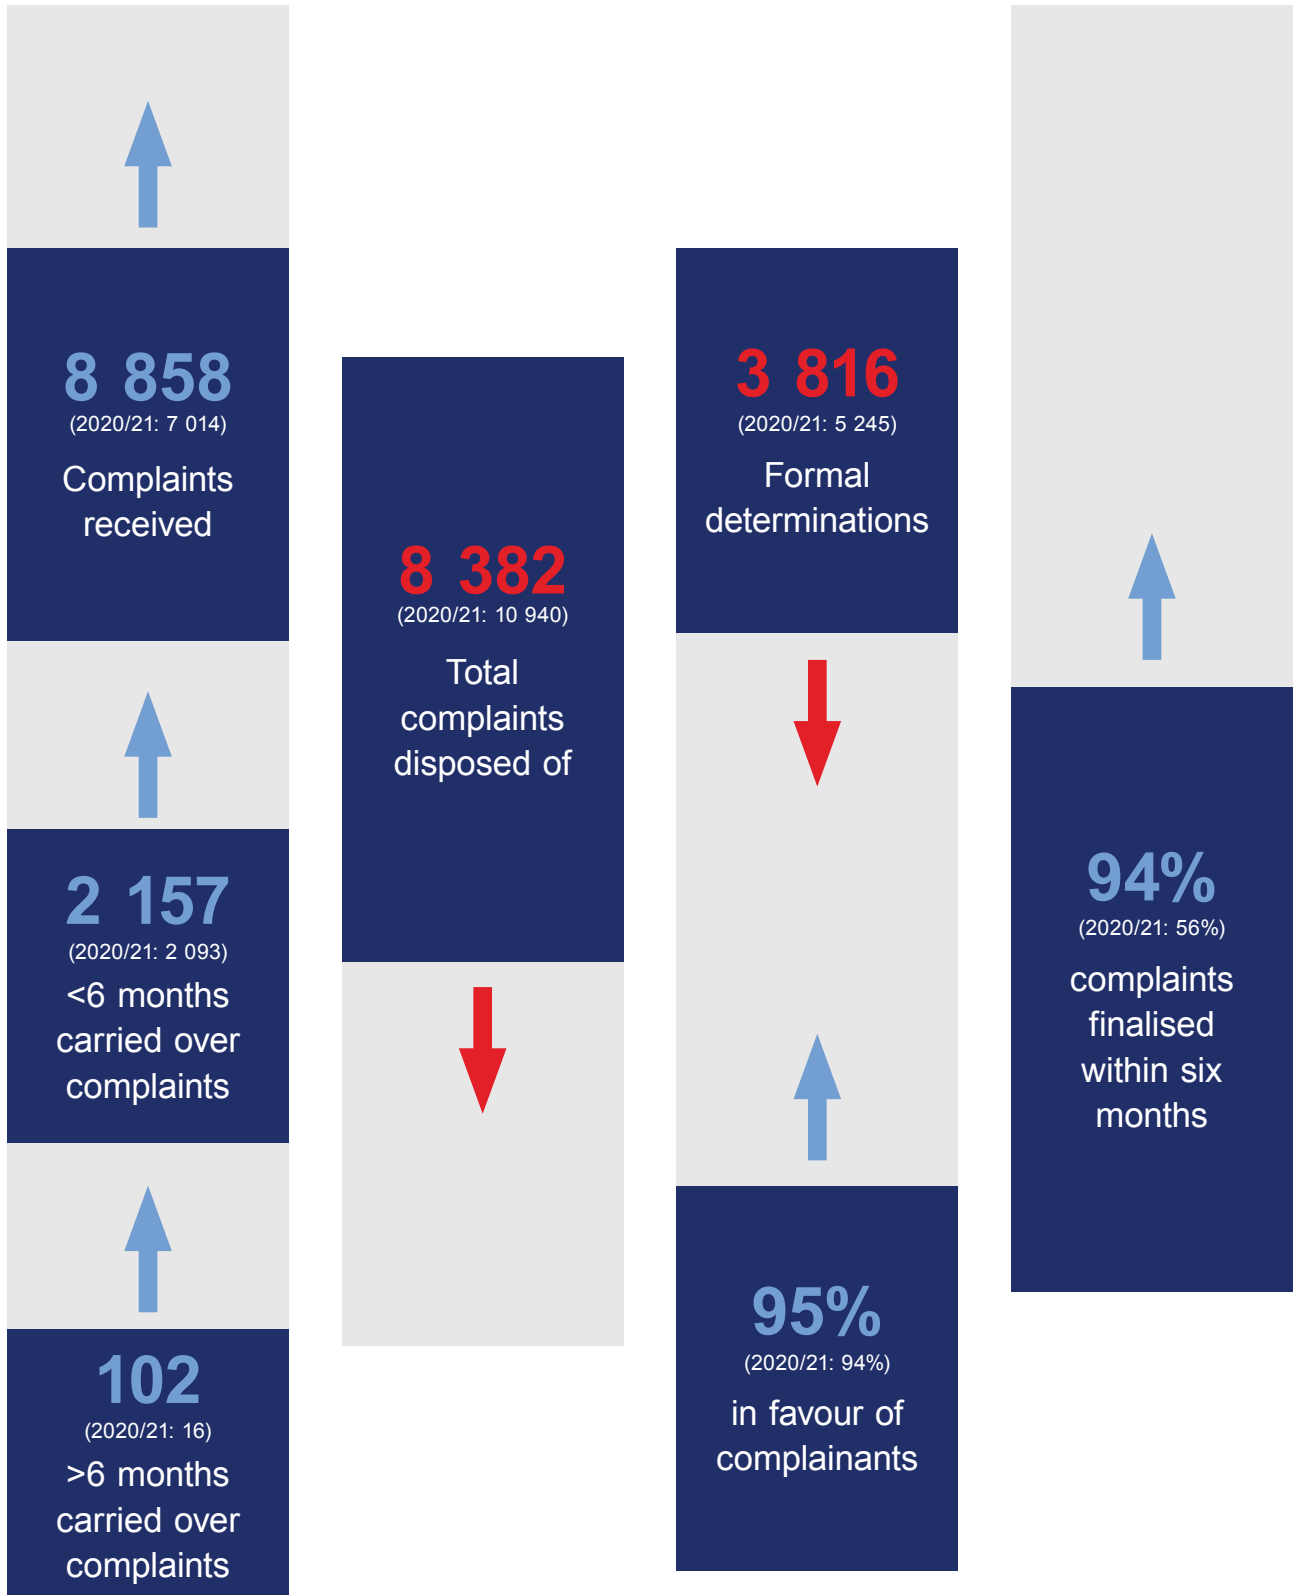 8 858
(2020/21: 7 014)
Complaints
received
2 157
(2020/21: 2 093)
<6 months
carried over
complaints
102
(2020/21: 16)
>6 months
carried over
complaints
8 382
(2020/21: 10 940)
Total
complaints
disposed of
3 816
(2020/21: 5 245)
Formal
determinations
95%
(2020/21: 94%)
in favour of
complainants
94%
(2020/21: 56%)
complaints
finalised
within six
months